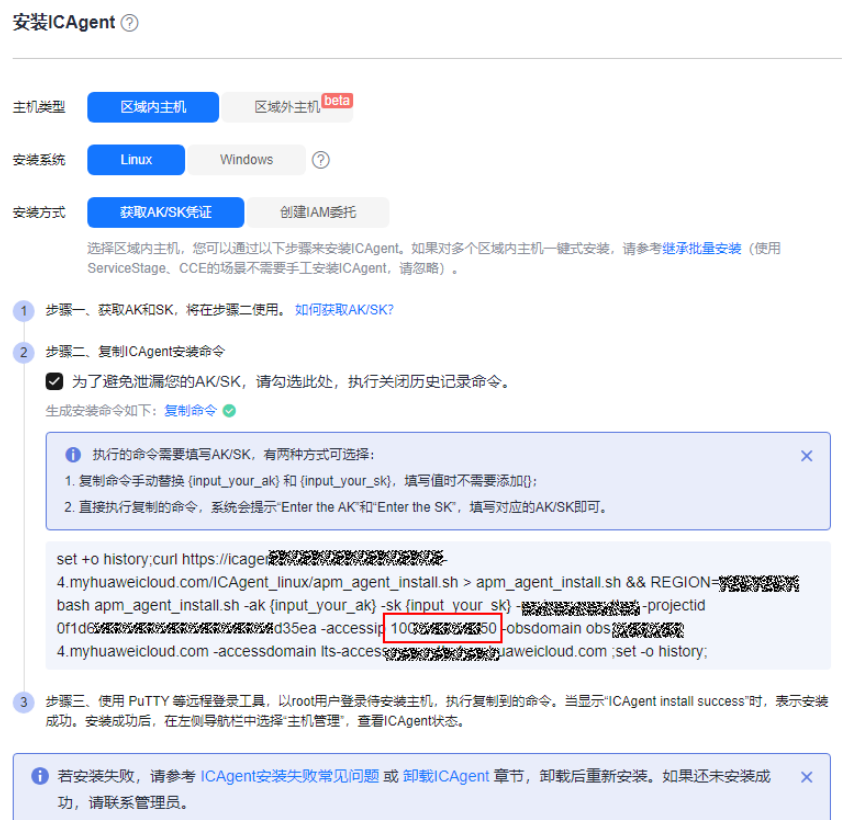 安装ICAgent ?
主机类型 区域内主机 区域外主机 beta
安装系统 Linux Windows ?
安装方式 获取AK/SK凭证 创建IAM委托
选择区域内主机，您可以通过以下步骤来安装ICAgent。如果对多个区域内主机一键式安装，请参考继承批量安装（使用
ServiceStage、CCE的场景不需要手工安装ICAgent，请忽略）。
1 步骤一、获取AK和SK，将在步骤二使用。 如何获取AK/SK?
2 步骤二、复制ICAgent安装命令
为了避免泄漏您的AK/SK，请勾选此处，执行关闭历史记录命令。
生成安装命令如下：复制命令
执行的命令需要填写AK/SK，有两种方式可选择：
1. 复制命令手动替换 {input_your_ak} 和 {input_your_sk}，填写值时不需要添加{};
2. 直接执行复制的命令，系统会提示“Enter the AK”和“Enter the SK”，填写对应的AK/SK即可。
set +o history;curl https://icager -
4.myhuaweicloud.com/ICAgent_linux/apm_agent_install.sh > apm_agent_install.sh && REGION=
bash apm_agent_install.sh -ak {input_your_ak} -sk {input_your_sk} - -projectid
0f1d6 d35ea -accessip 100 50 -obsdomain obs
4.myhuaweicloud.com -accessdomain lts-access uaweicloud.com ;set -o history;
3 步骤三、使用 PuTTY 等远程登录工具，以root用户登录待安装主机，执行复制到的命令。当显示“ICAgent install success”时，表示安装
成功。安装成功后，在左侧导航栏中选择“主机管理”，查看ICAgent状态。
若安装失败，请参考 ICAgent安装失败常见问题 或 卸载ICAgent 章节，卸载后重新安装。如果还未安装成
功，请联系管理员。